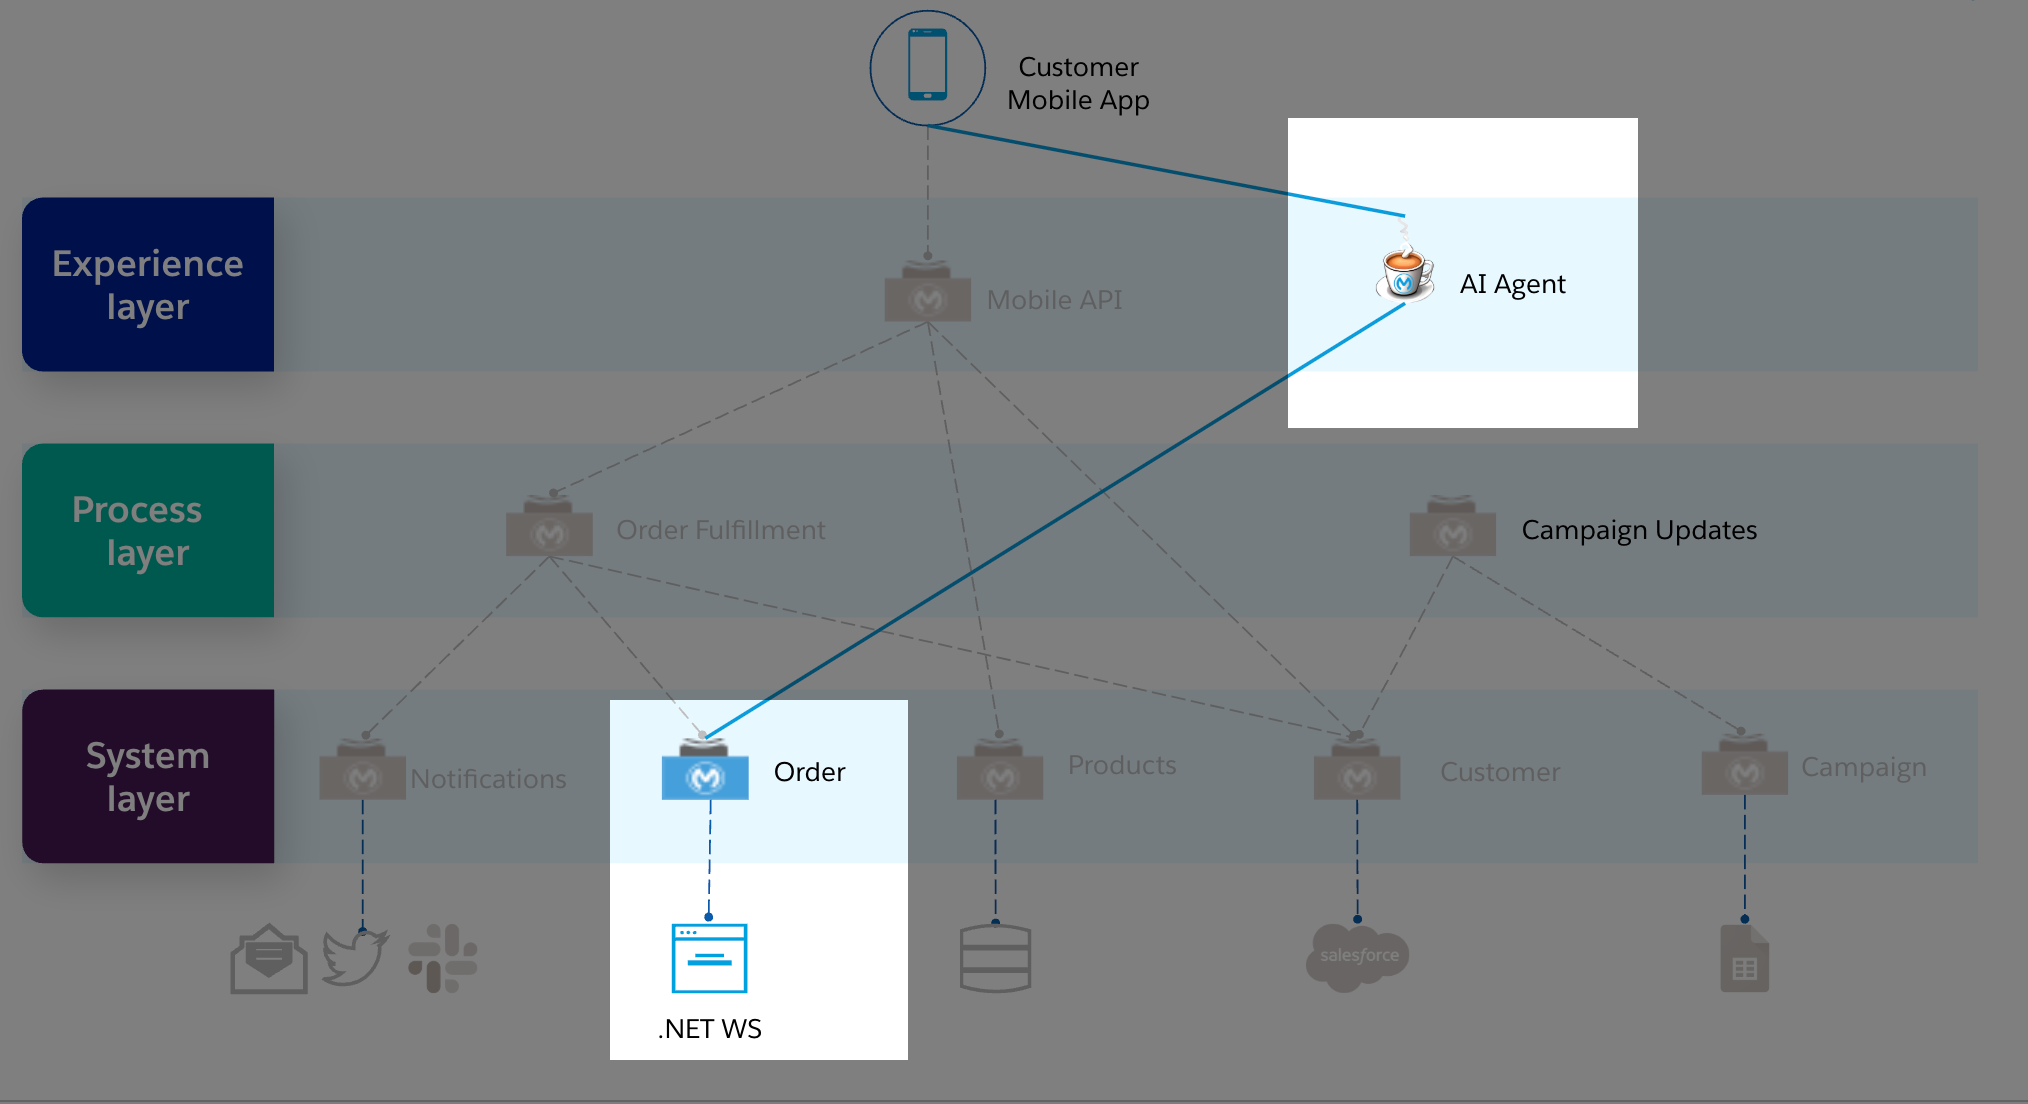 Customer
Mobile App
Experience
layer
Mobile API
AI Agent
Process
layer
Order Fulfillment
Campaign Updates
System
layer
Notifications
Order
Products
Customer
Campaign
salesforce
.NET WS